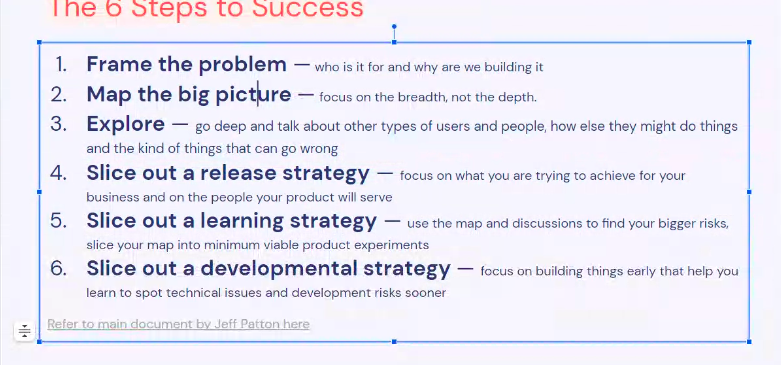 The 6 Steps to Success
1. Frame the problem — who is it for and why are we building it
2. Map the big picture — focus on the breadth, not the depth.
3. Explore — go deep and talk about other types of users and people, how else they might do things
and the kind of things that can go wrong
4. Slice out a release strategy — focus on what you are trying to achieve for your
business and on the people your product will serve
5. Slice out a learning strategy — use the map and discussions to find your bigger risks,
slice your map into minimum viable product experiments
6. Slice out a developmental strategy — focus on building things early that help you
learn to spot technical issues and development risks sooner
Refer to main document by Jeff Patton here